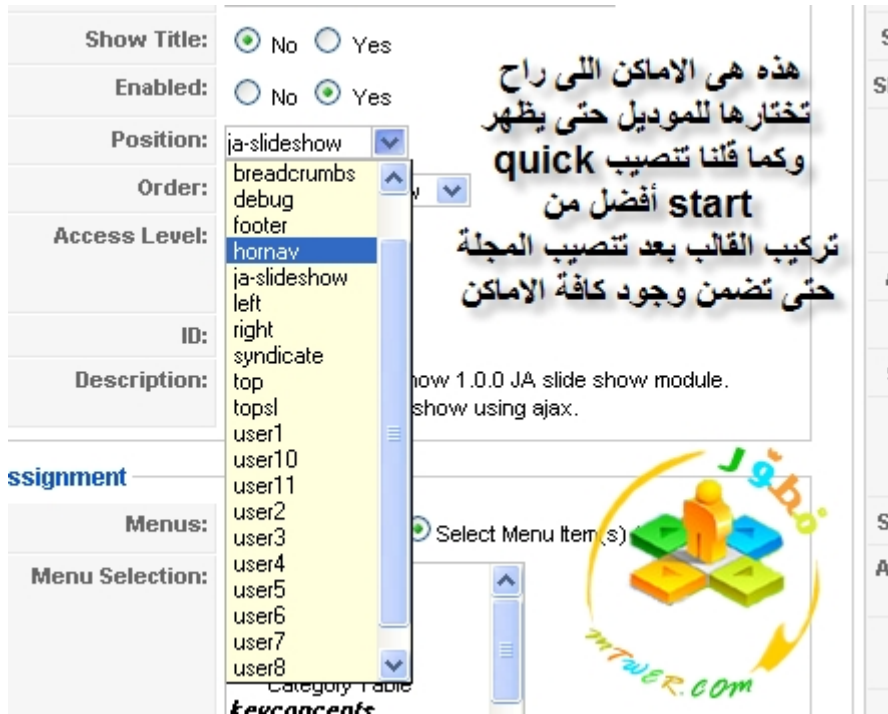 Show Title: No Yes
Enabled: No Yes
Position: ja-slideshow
Order:
Access Level:
ID:
Description:
breadcrumbs
debug
footer
hornav
ja-slideshow
left
right
syndicate
top
topsl
user1
user10
user11
user2
user3
user4
user5
user6
user7
user8
هذه هى الاماكن اللى راح
تختارها للموديل حتى يظهر
وكما قلنا تنصيب quick
start أفضل من
تركيب القالب بعد تنصيب المجلة
حتى تضمن وجود كافة الاماكن
1.0.0 JA slide show module.
show using ajax.
Menus: Select Menu Item(s)
Menu Selection:
Category Table
keyconcepts
مطور
mTwER.com